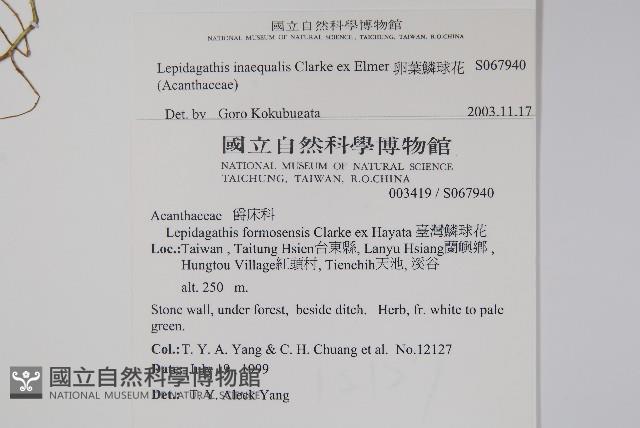 國立自然科學博物館
NATIONAL MUSEUM OF NATURAL SCIENCE , TAICHUNG, TAIWAN, R.O.CHINA
Lepidagathis inaequalis Clarke ex Elmer 卵葉鱗球花 S067940
(Acanthaceae)
Det. by Goro Kokubugata 2003.11.17
國立自然科學博物館
NATIONAL MUSEUM OF NATURAL SCIENCE
TAICHUNG, TAIWAN, R.O.CHINA
003419 / S067940
Acanthaceae 爵床科
Lepidagathis formosensis Clarke ex Hayata 臺灣鱗球花
Loc.:Taiwan , Taitung Hsien台東縣, Lanyu Hsiang蘭嶼鄉 ,
Hungtou Village紅頭村, Tienchih天池, 溪谷
alt. 250 m.
Stone wall, under forest, beside ditch. Herb, fr. white to pale
green.
Col.:T. Y. A. Yang & C. H. Chuang et al. No.12127
Date: July 19, 1999
Det.: T. Y. Aleck Yang
國立自然科學博物館
NATIONAL MUSEUM OF NATURAL SCIENCE